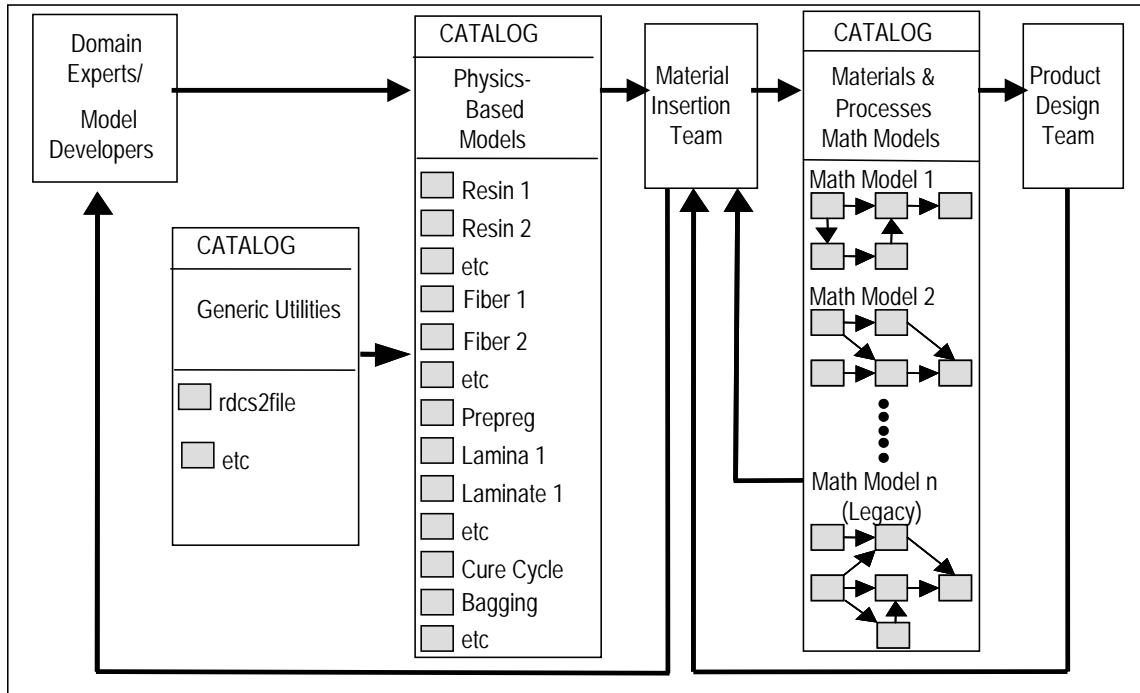 Domain
Experts/
Model
Developers
CATALOG
Generic Utilities
rdcs2file
etc
CATALOG
Physics-
Based
Models
Resin 1
Resin 2
etc
Fiber 1
Fiber 2
etc
Prepreg
Lamina 1
Laminate 1
etc
Cure Cycle
Bagging
etc
Material
Insertion
Team
CATALOG
Materials &
Processes
Math Models
Math Model 1
Math Model 2
Math Model n
(Legacy)
Product
Design
Team